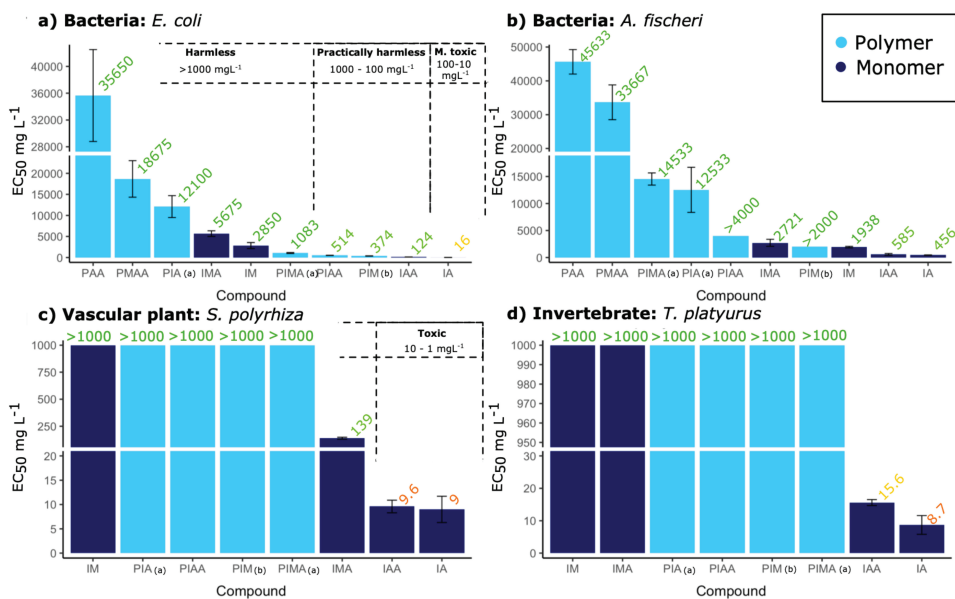 a) Bacteria: E. coli
Harmless
>1000 mgL⁻¹
Practically harmless
1000 - 100 mgL⁻¹
M. toxic
100-10
mgL⁻¹
EC50 mg L⁻¹
40000
36000
32000
28000
20000
15000
10000
5000
0
35650
18675
12100
5675
2850
1083
514
374
124
16
PAA PMAA PIA (a) IMA IM PIMA (a) PIAA PIM (b) IAA IA
Compound
b) Bacteria: A. fischeri
Polymer
Monomer
EC50 mg L⁻¹
50000
40000
30000
20000
10000
0
45633
33667
14533
12533
>4000
2721
>2000
1938
585
456
PAA PMAA PIMA (a) PIA (a) PIAA IMA PIM (b) IM IAA IA
Compound
c) Vascular plant: S. polyrhiza
Toxic
10 - 1 mgL⁻¹
EC50 mg L⁻¹
1000
750
500
250
20
10
5
0
>1000 >1000 >1000 >1000 >1000
139
9.6
9
IM PIA (a) PIAA PIM (b) PIMA (a) IMA IAA IA
Compound
d) Invertebrate: T. platyurus
EC50 mg L⁻¹
1000
990
980
970
960
950
30
20
10
0
>1000 >1000 >1000 >1000 >1000 >1000
15.6
8.7
IM IMA PIA (a) PIAA PIM (b) PIMA (a) IAA IA
Compound